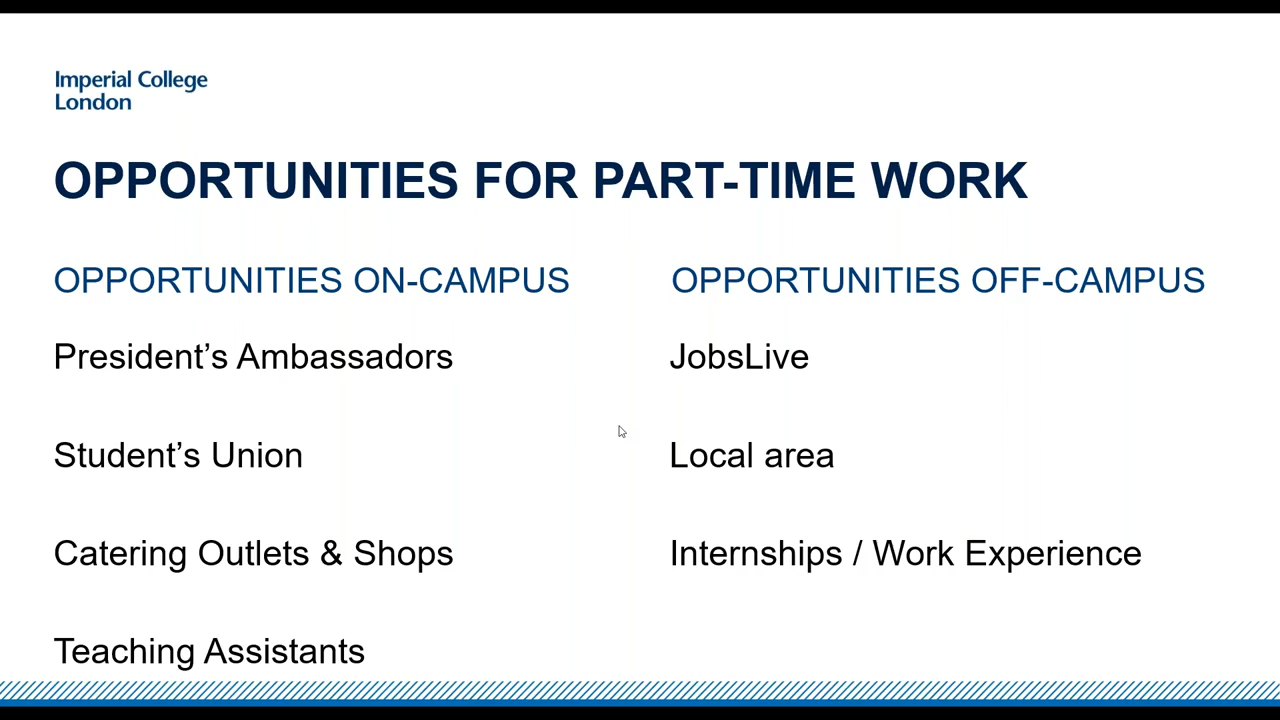 Imperial College
London
OPPORTUNITIES FOR PART-TIME WORK
OPPORTUNITIES ON-CAMPUS
President’s Ambassadors
Student’s Union
Catering Outlets & Shops
Teaching Assistants
OPPORTUNITIES OFF-CAMPUS
JobsLive
Local area
Internships / Work Experience